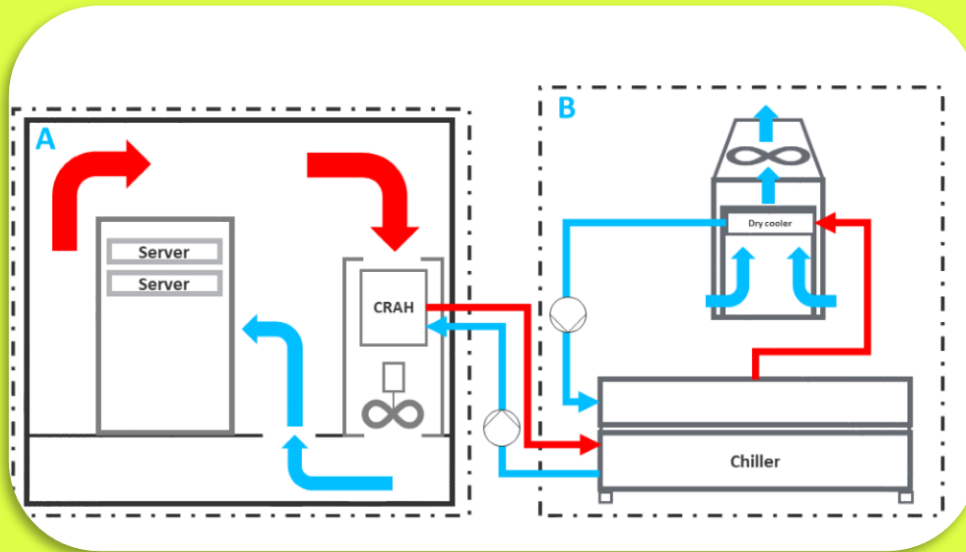 A
B
Server
Server
CRAH
Dry cooler
Chiller